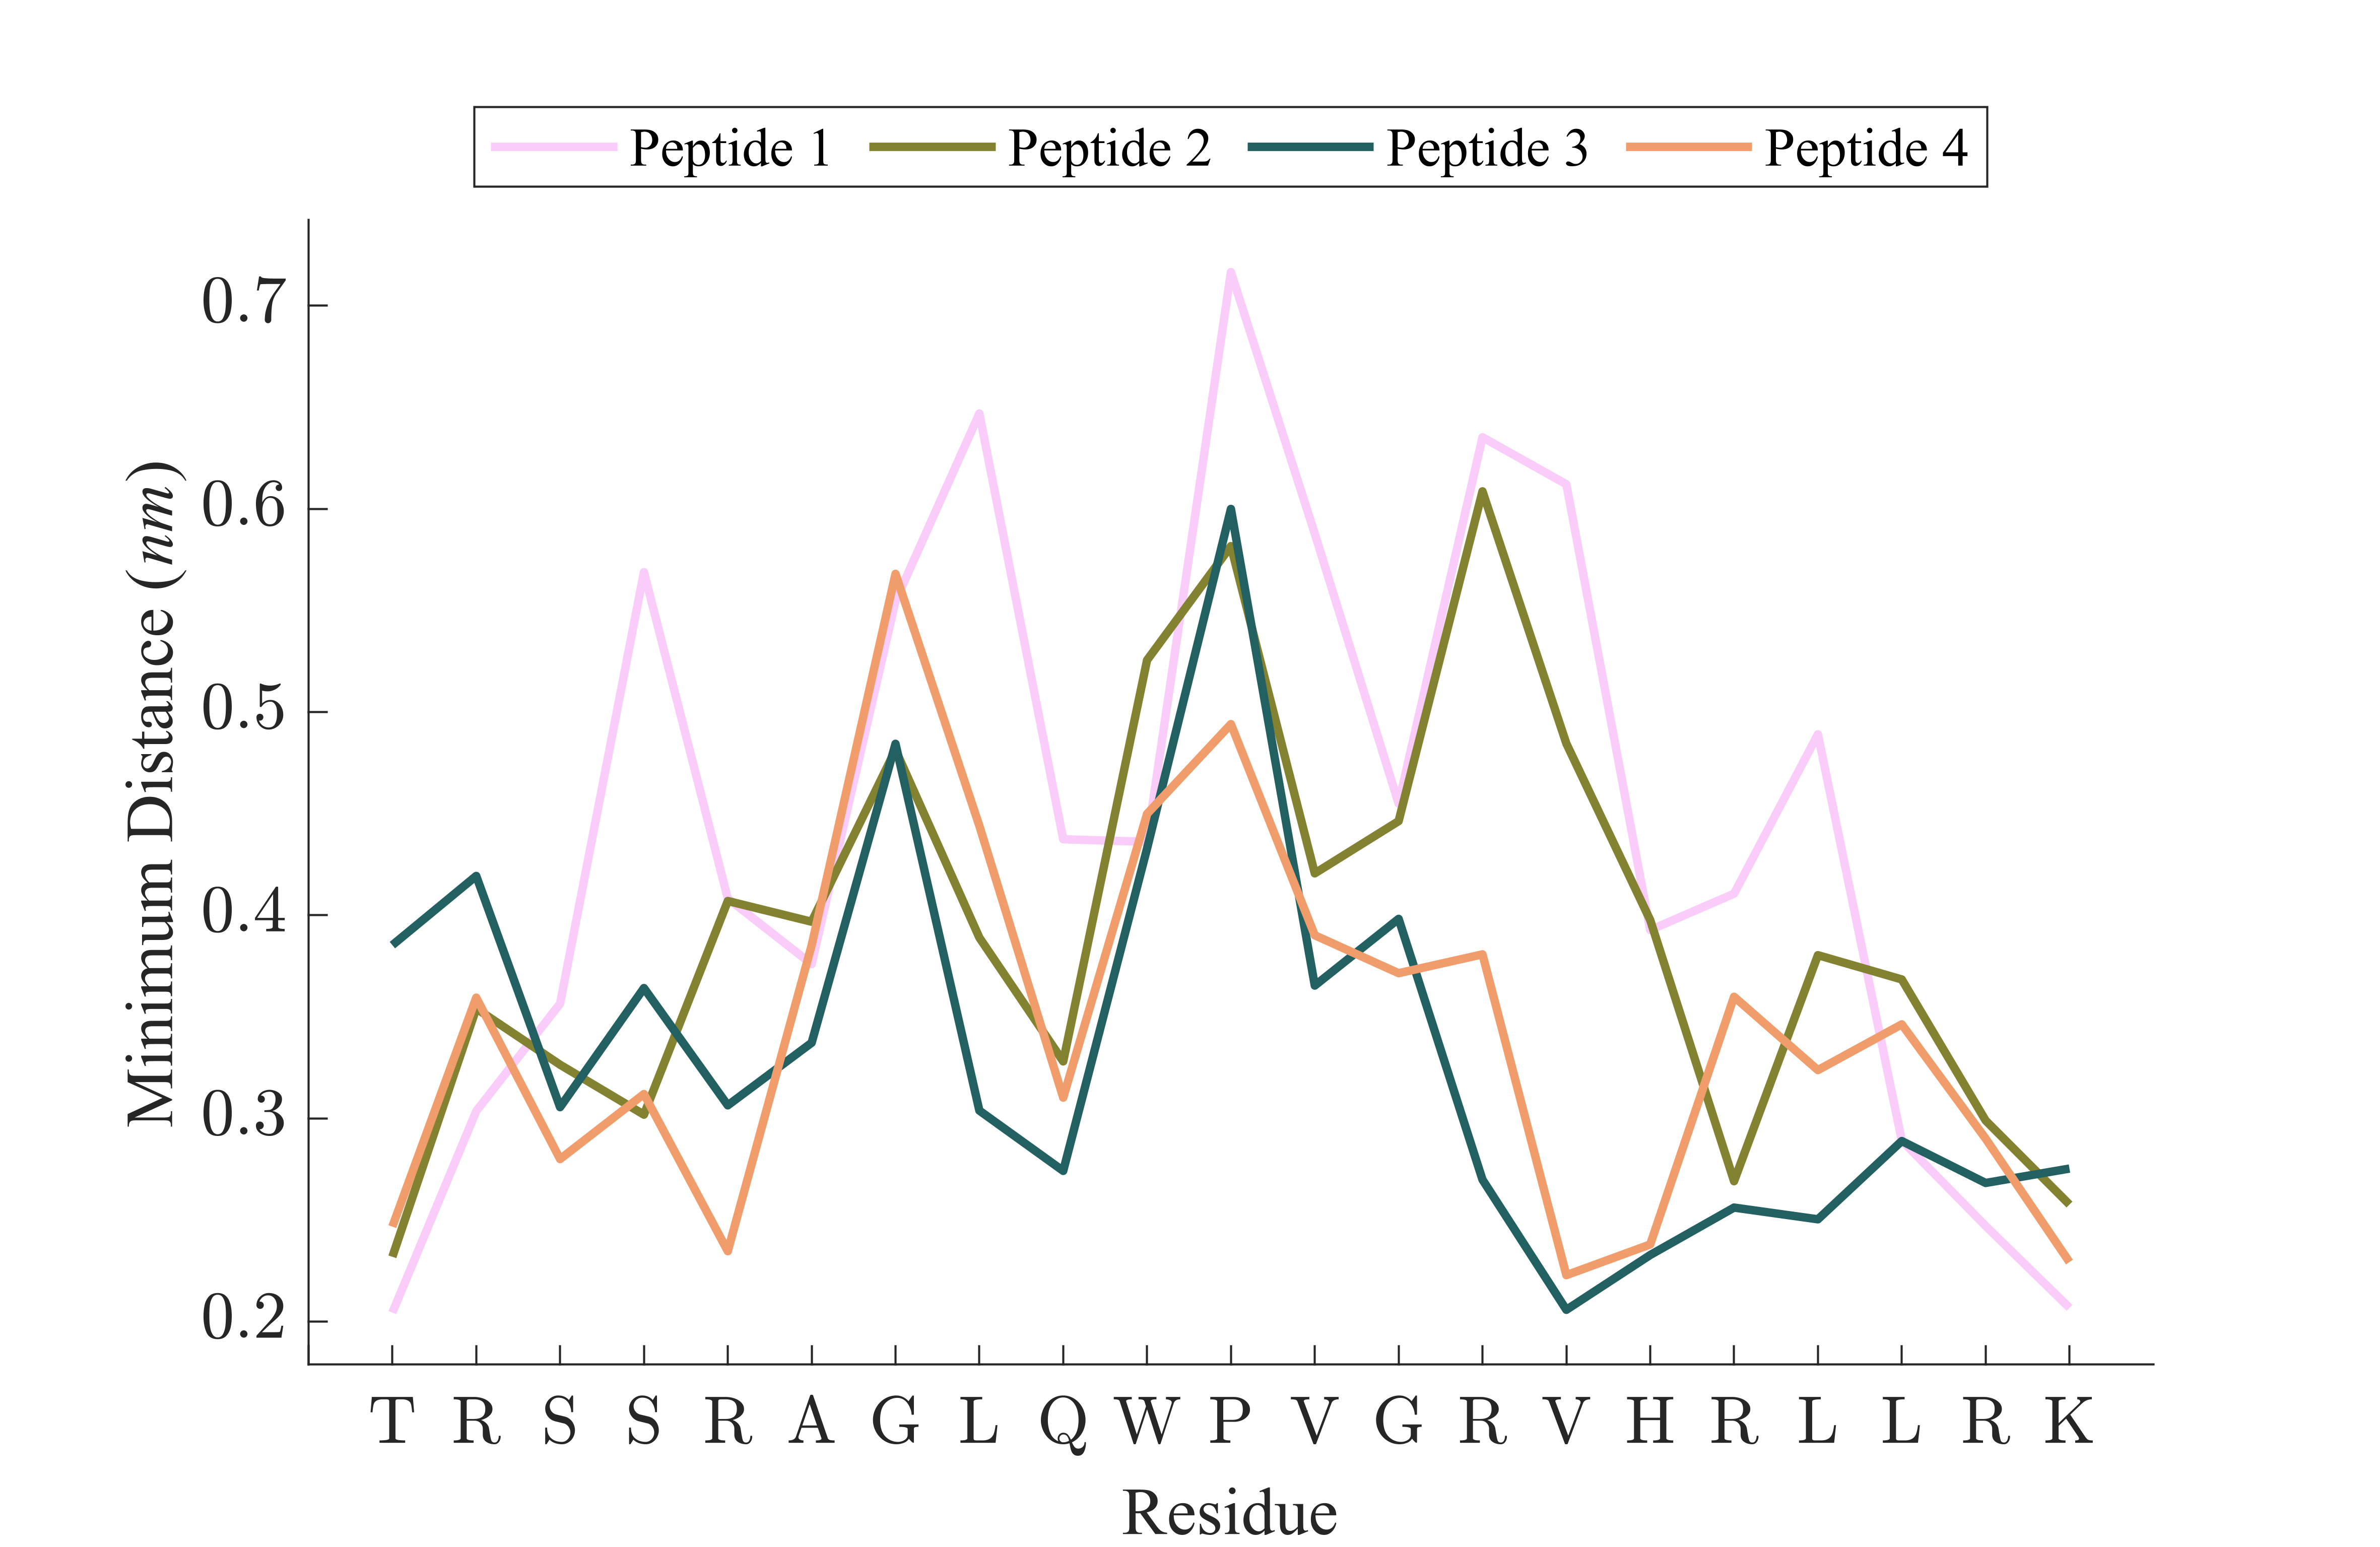 Peptide 1 Peptide 2 Peptide 3 Peptide 4
0.7
0.6
0.5
0.4
0.3
0.2
Minimum Distance (nm)
T R S S R A G L Q W P V G R V H R L L R K
Residue